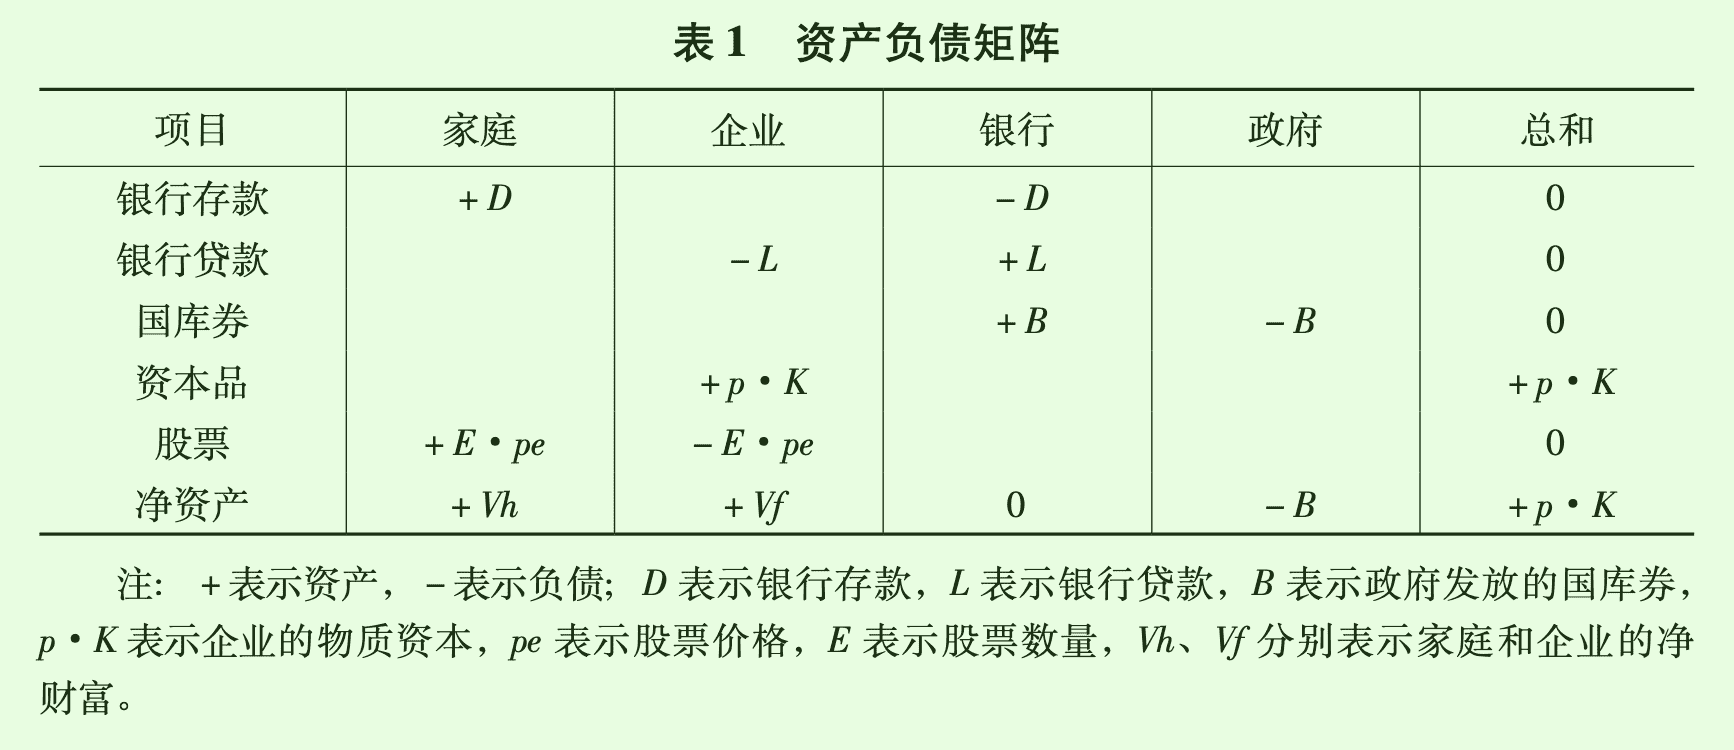 表1 资产负债矩阵
项目 家庭 企业 银行 政府 总和
银行存款 +D −D 0
银行贷款 −L +L 0
国库券 +B −B 0
资本品 +p·K +p·K
股票 +E·pe −E·pe 0
净资产 +Vh +Vf 0 −B +p·K
注：+表示资产，−表示负债；D 表示银行存款，L 表示银行贷款，B 表示政府发放的国库券，
p·K 表示企业的物质资本，pe 表示股票价格，E 表示股票数量，Vh、Vf 分别表示家庭和企业的净
财富。